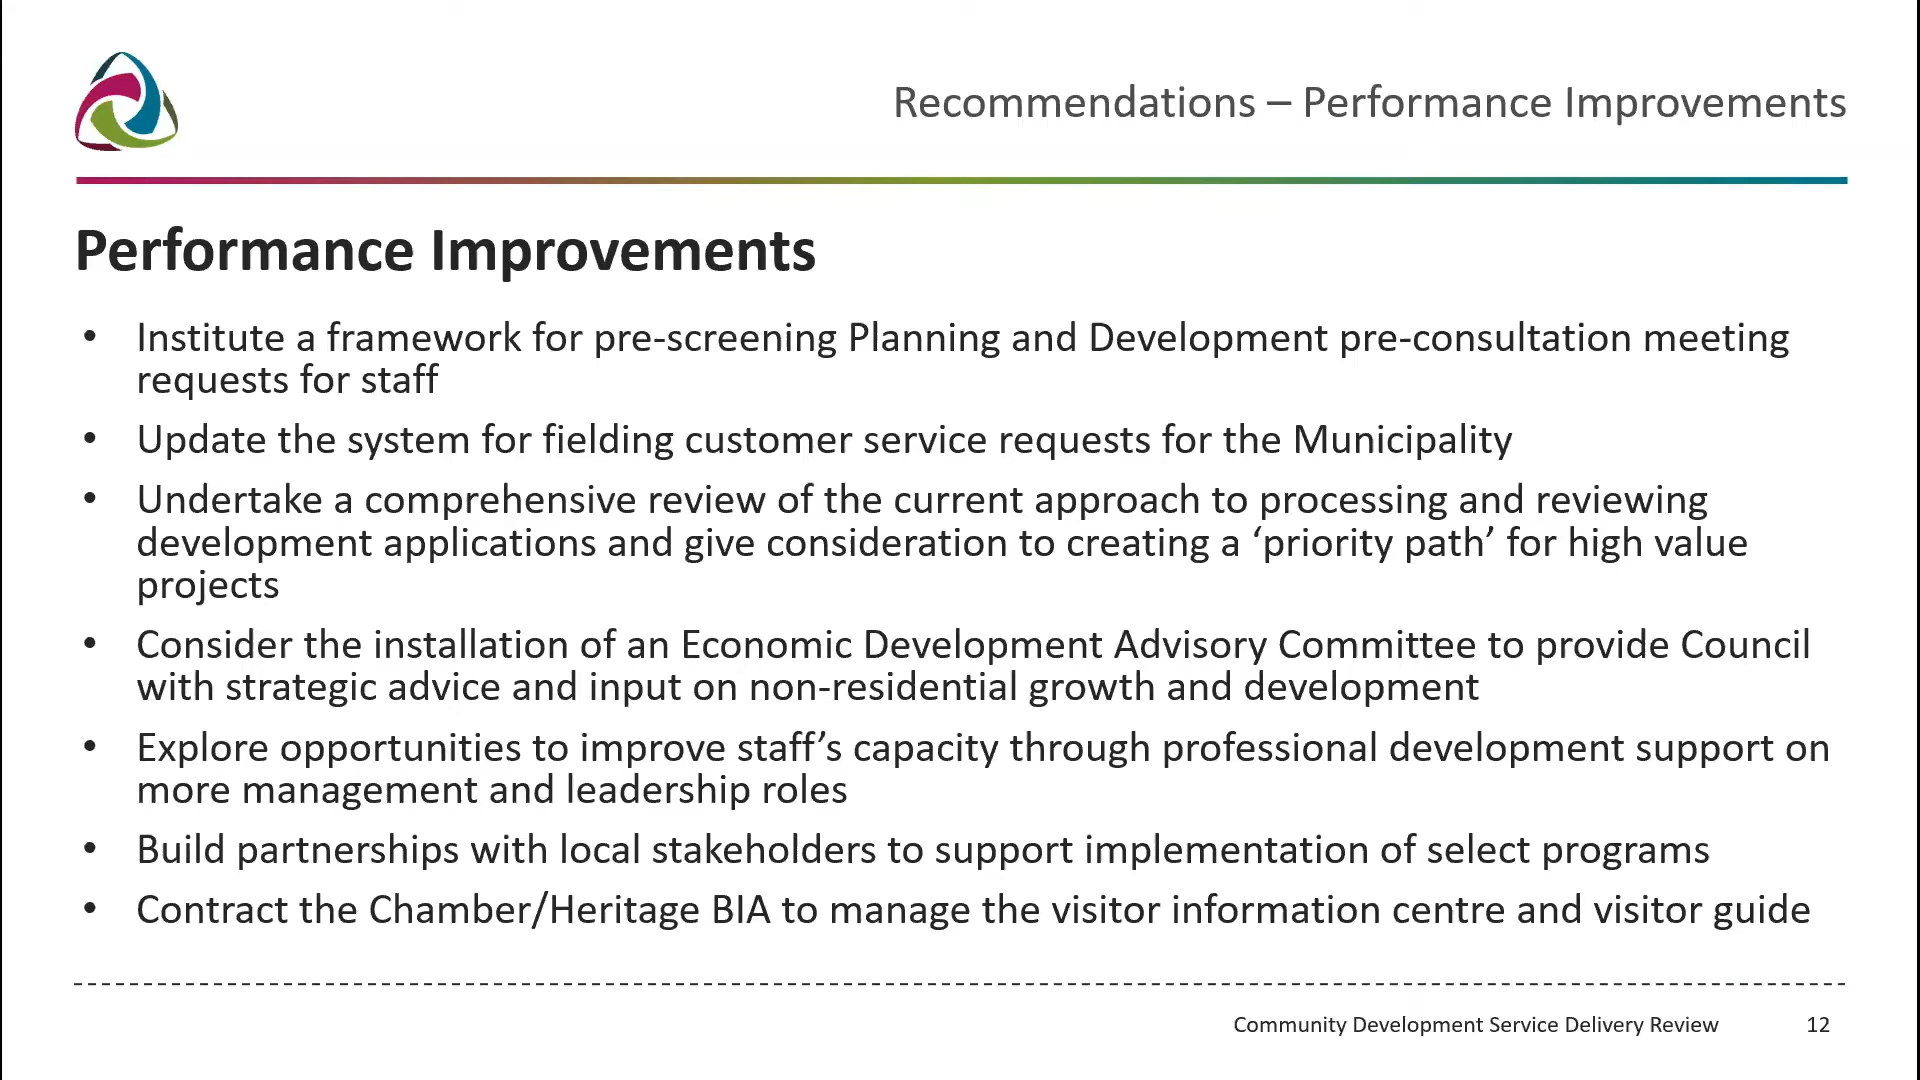 Recommendations – Performance Improvements
Performance Improvements
• Institute a framework for pre-screening Planning and Development pre-consultation meeting
requests for staff
• Update the system for fielding customer service requests for the Municipality
• Undertake a comprehensive review of the current approach to processing and reviewing
development applications and give consideration to creating a ‘priority path’ for high value
projects
• Consider the installation of an Economic Development Advisory Committee to provide Council
with strategic advice and input on non-residential growth and development
• Explore opportunities to improve staff’s capacity through professional development support on
more management and leadership roles
• Build partnerships with local stakeholders to support implementation of select programs
• Contract the Chamber/Heritage BIA to manage the visitor information centre and visitor guide
Community Development Service Delivery Review 12